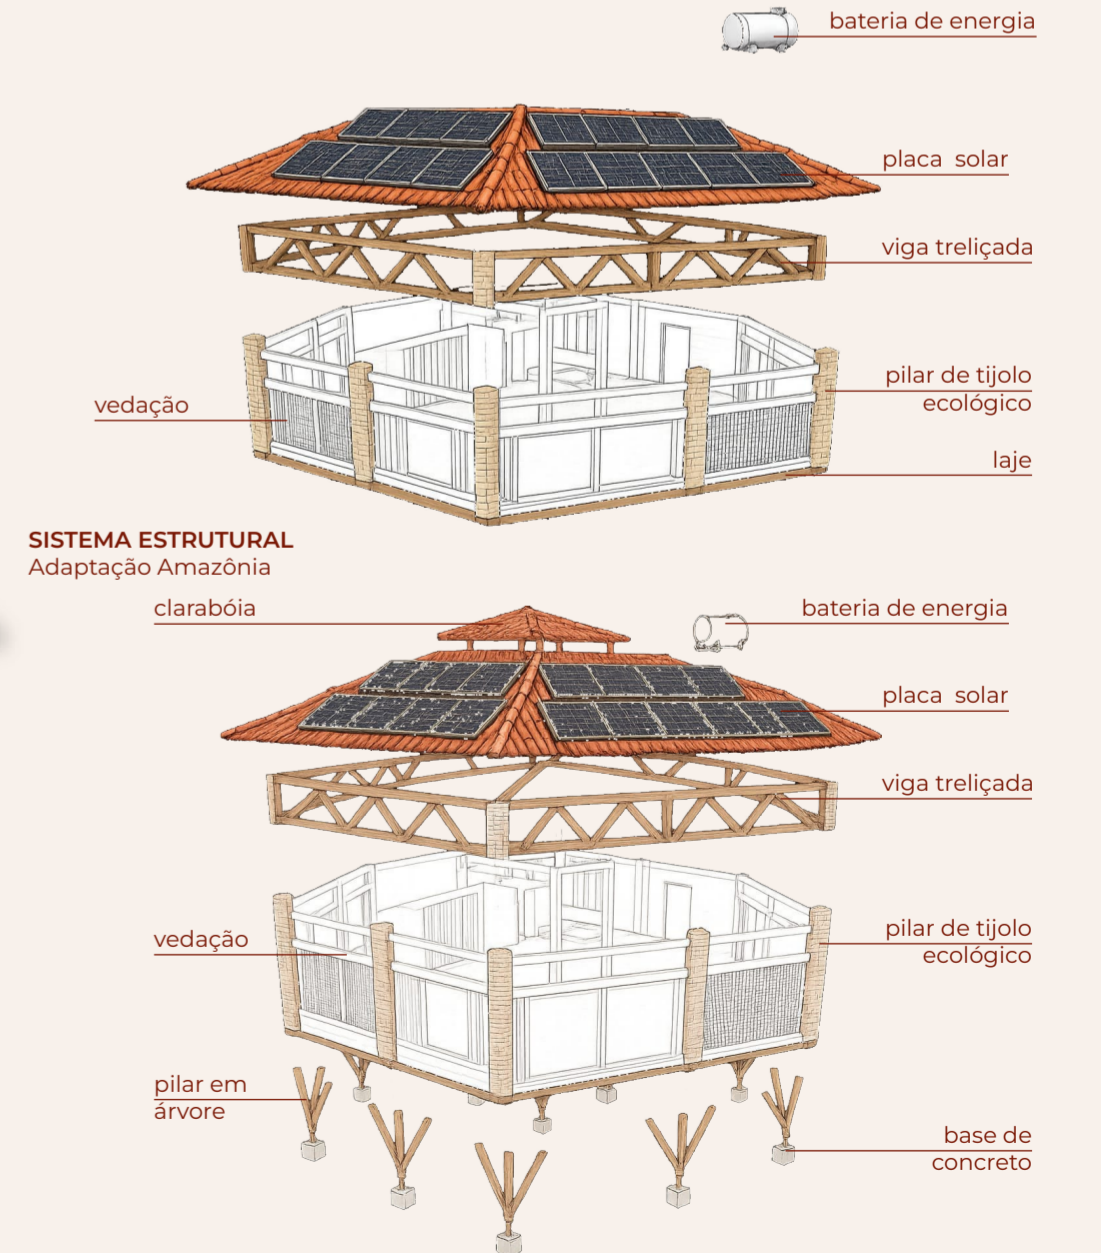 bateria de energia
placa solar
viga treliçada
pilar de tijolo
ecológico
vedação
laje
SISTEMA ESTRUTURAL
Adaptação Amazônia
clarabóia
bateria de energia
placa solar
viga treliçada
pilar de tijolo
ecológico
vedação
pilar em
árvore
base de
concreto